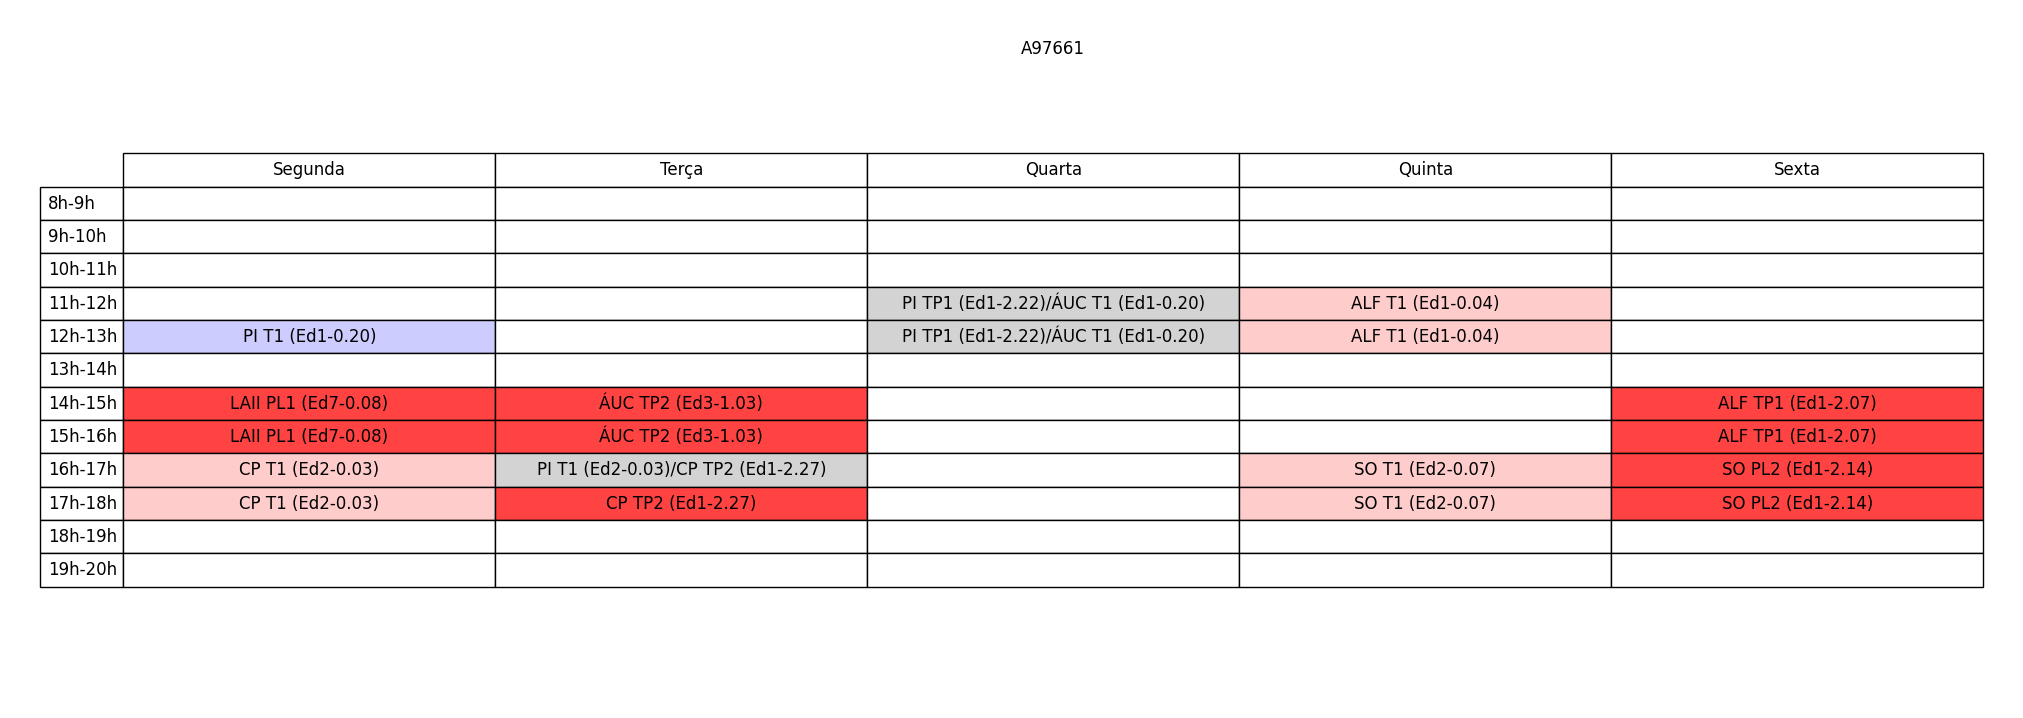 A97661
Segunda Terça Quarta Quinta Sexta
8h-9h
9h-10h
10h-11h
11h-12h PI TP1 (Ed1-2.22)/ÁUC T1 (Ed1-0.20) ALF T1 (Ed1-0.04)
12h-13h PI T1 (Ed1-0.20) PI TP1 (Ed1-2.22)/ÁUC T1 (Ed1-0.20) ALF T1 (Ed1-0.04)
13h-14h
14h-15h LAII PL1 (Ed7-0.08) ÁUC TP2 (Ed3-1.03) ALF TP1 (Ed1-2.07)
15h-16h LAII PL1 (Ed7-0.08) ÁUC TP2 (Ed3-1.03) ALF TP1 (Ed1-2.07)
16h-17h CP T1 (Ed2-0.03) PI T1 (Ed2-0.03)/CP TP2 (Ed1-2.27) SO T1 (Ed2-0.07) SO PL2 (Ed1-2.14)
17h-18h CP T1 (Ed2-0.03) CP TP2 (Ed1-2.27) SO T1 (Ed2-0.07) SO PL2 (Ed1-2.14)
18h-19h
19h-20h